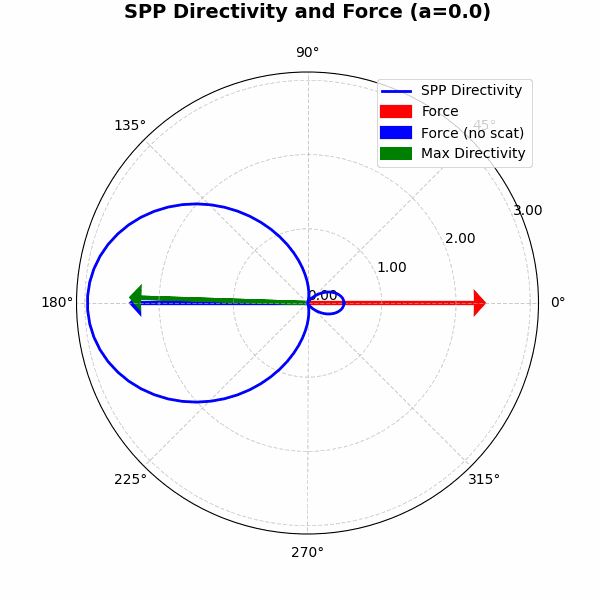 SPP Directivity and Force (a=0.0)
90°
SPP Directivity
Force
Force (no scat)
Max Directivity
45°
135°
3.00
2.00
1.00
0.00
180°
0°
225°
315°
270°